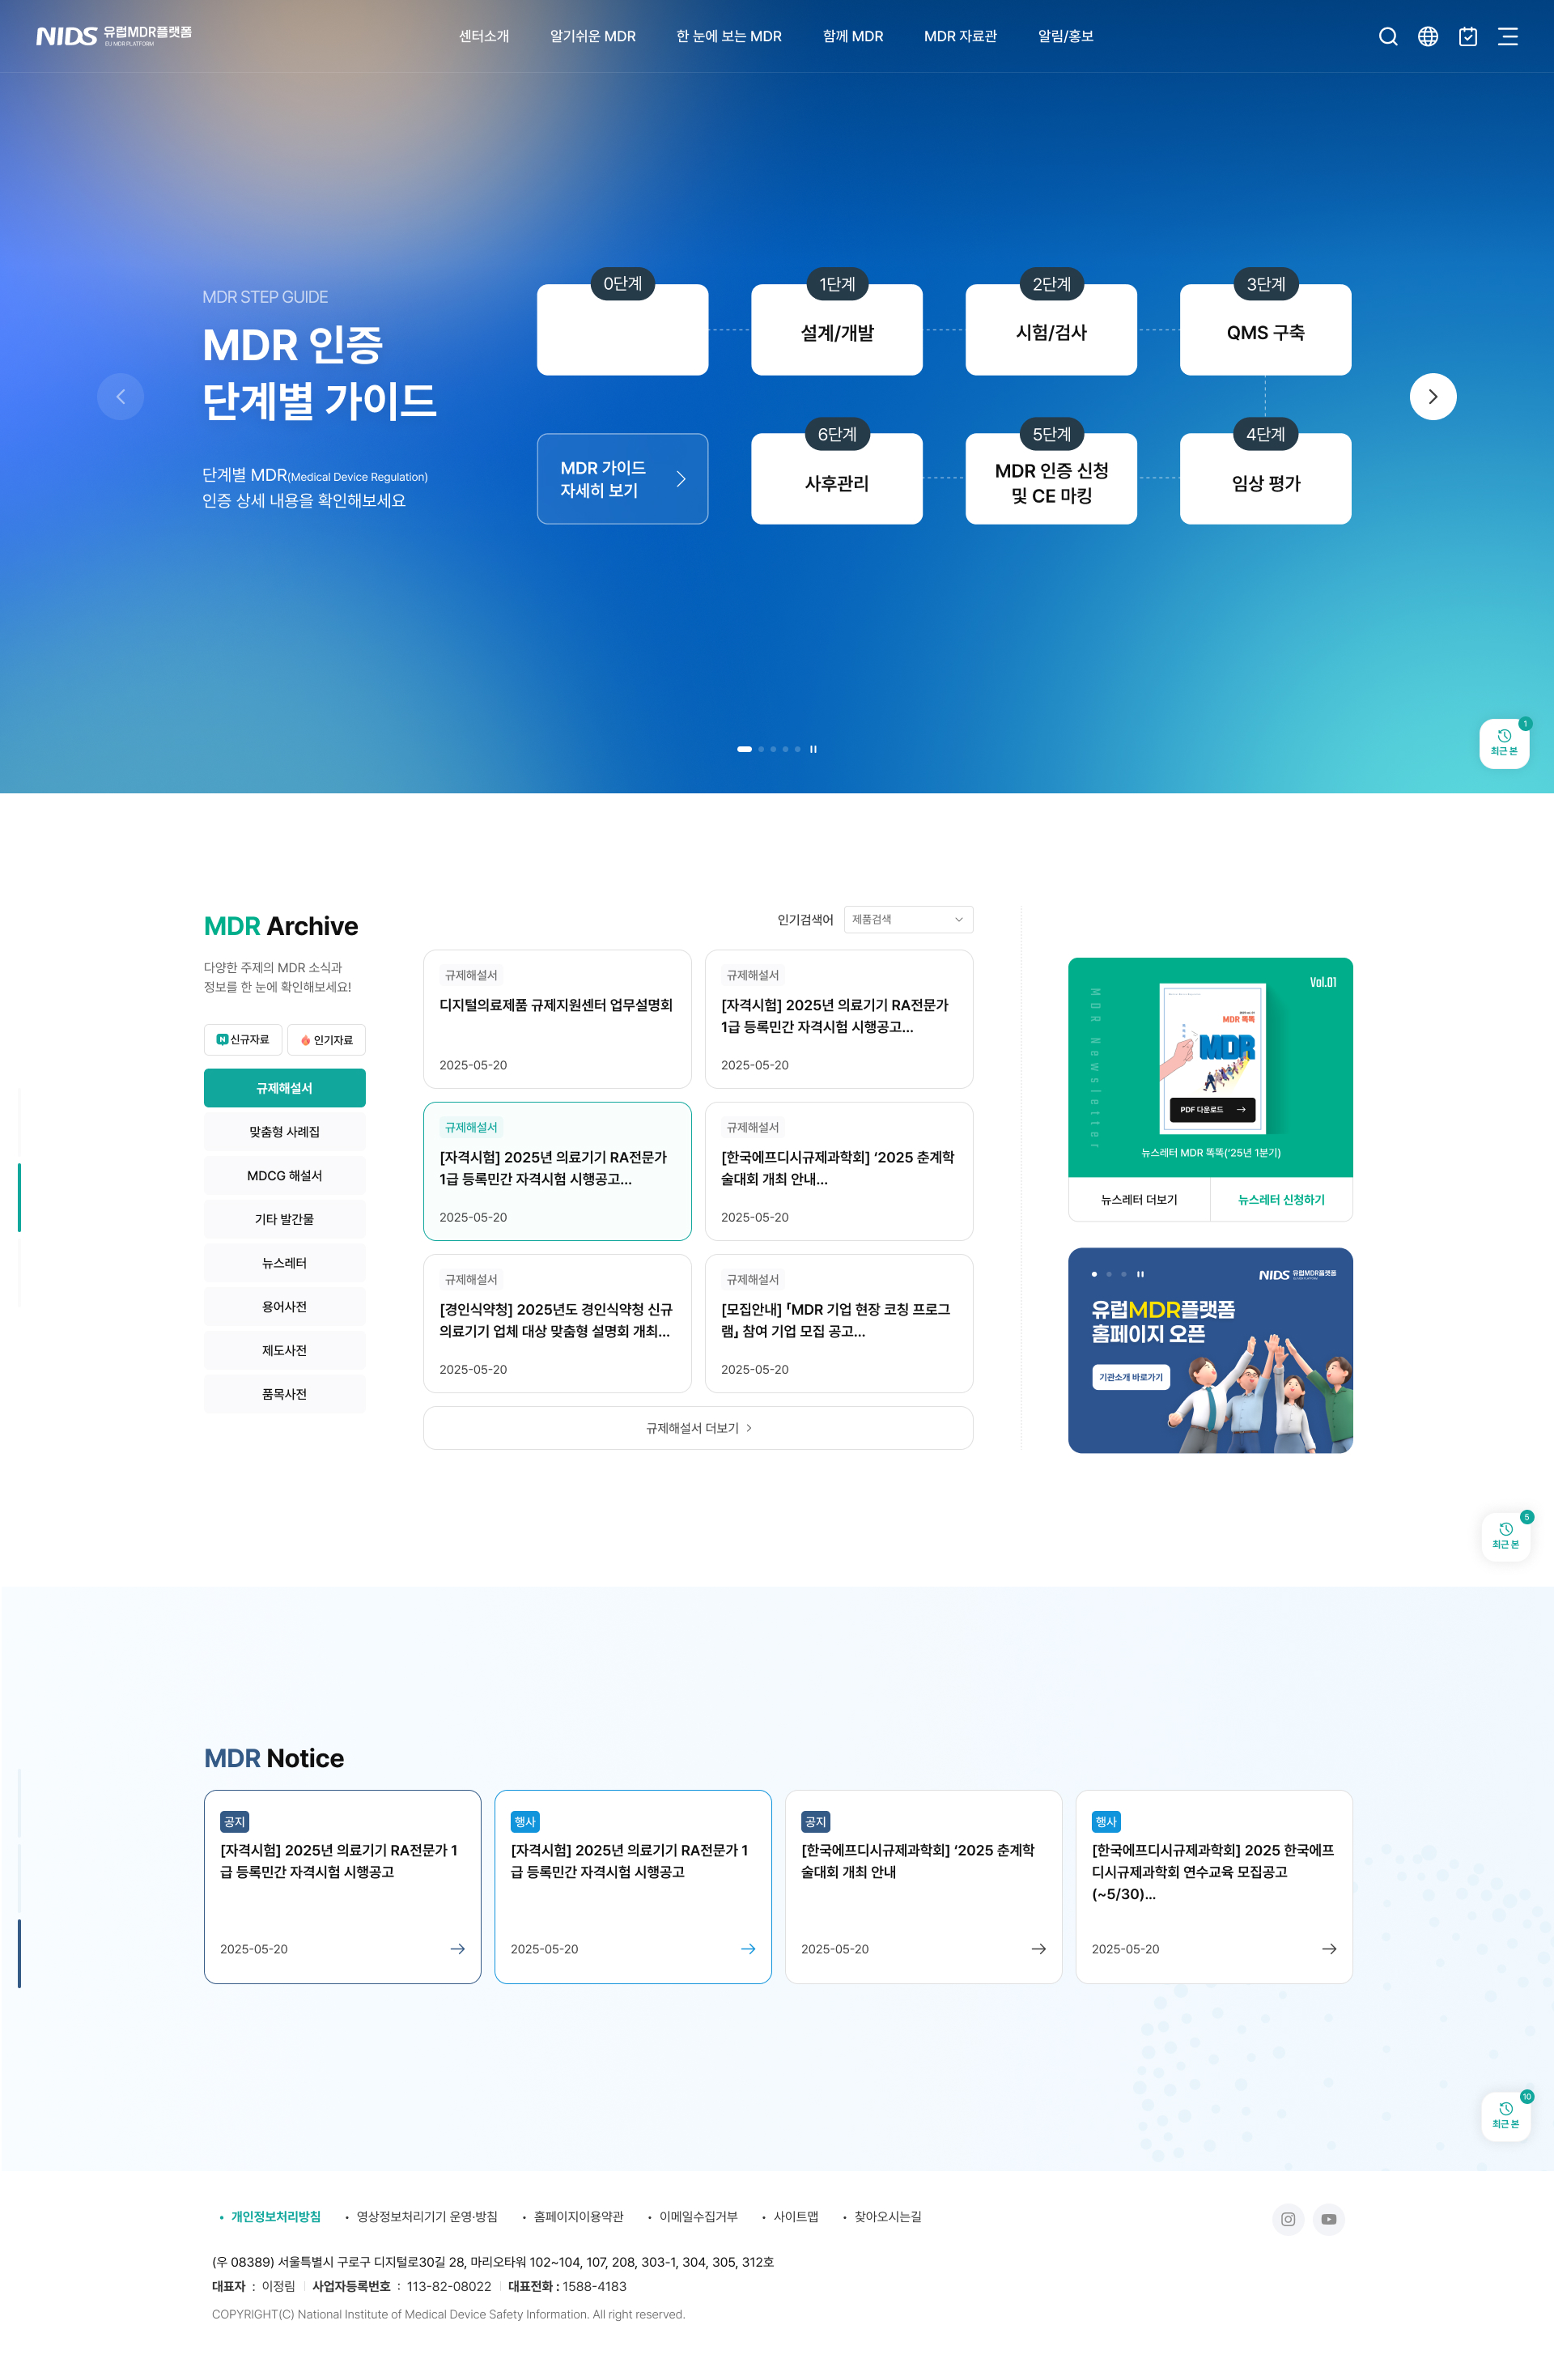 NIDS 유럽MDR플랫폼
EU MDR PLATFORM
센터소개
알기쉬운 MDR
한 눈에 보는 MDR
함께 MDR
MDR 자료관
알림/홍보
MDR STEP GUIDE
MDR 인증
단계별 가이드
단계별 MDR(Medical Device Regulation)
인증 상세 내용을 확인해보세요
0단계
1단계
설계/개발
2단계
시험/검사
3단계
QMS 구축
MDR 가이드
자세히 보기
6단계
사후관리
5단계
MDR 인증 신청
및 CE 마킹
4단계
임상 평가
1
최근 본
MDR Archive
다양한 주제의 MDR 소식과
정보를 한 눈에 확인해보세요!
N 신규자료
인기자료
규제해설서
맞춤형 사례집
MDCG 해설서
기타 발간물
뉴스레터
용어사전
제도사전
품목사전
인기검색어
제품검색
규제해설서
디지털의료제품 규제지원센터 업무설명회
2025-05-20
규제해설서
[자격시험] 2025년 의료기기 RA전문가
1급 등록민간 자격시험 시행공고...
2025-05-20
규제해설서
[자격시험] 2025년 의료기기 RA전문가
1급 등록민간 자격시험 시행공고...
2025-05-20
규제해설서
[한국에프디시규제과학회] ‘2025 춘계학
술대회 개최 안내...
2025-05-20
규제해설서
[경인식약청] 2025년도 경인식약청 신규
의료기기 업체 대상 맞춤형 설명회 개최...
2025-05-20
규제해설서
[모집안내] 「MDR 기업 현장 코칭 프로그
램」 참여 기업 모집 공고...
2025-05-20
규제해설서 더보기
Vol.01
MDR Newsletter
MDR 톡톡
MDR
PDF 다운로드
뉴스레터 MDR 똑똑(‘25년 1분기)
뉴스레터 더보기
뉴스레터 신청하기
NIDS 유럽MDR플랫폼
유럽MDR플랫폼
홈페이지 오픈
기관소개 바로가기
5
최근 본
MDR Notice
공지
[자격시험] 2025년 의료기기 RA전문가 1
급 등록민간 자격시험 시행공고
2025-05-20
행사
[자격시험] 2025년 의료기기 RA전문가 1
급 등록민간 자격시험 시행공고
2025-05-20
공지
[한국에프디시규제과학회] ‘2025 춘계학
술대회 개최 안내
2025-05-20
행사
[한국에프디시규제과학회] 2025 한국에프
디시규제과학회 연수교육 모집공고
(~5/30)...
2025-05-20
10
최근 본
• 개인정보처리방침
• 영상정보처리기기 운영·방침
• 홈페이지이용약관
• 이메일수집거부
• 사이트맵
• 찾아오시는길
(우 08389) 서울특별시 구로구 디지털로30길 28, 마리오타워 102~104, 107, 208, 303-1, 304, 305, 312호
대표자 : 이정림 | 사업자등록번호 : 113-82-08022 | 대표전화 : 1588-4183
COPYRIGHT(C) National Institute of Medical Device Safety Information. All right reserved.